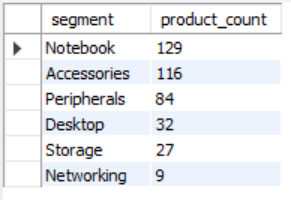 segment product_count
Notebook 129
Accessories 116
Peripherals 84
Desktop 32
Storage 27
Networking 9